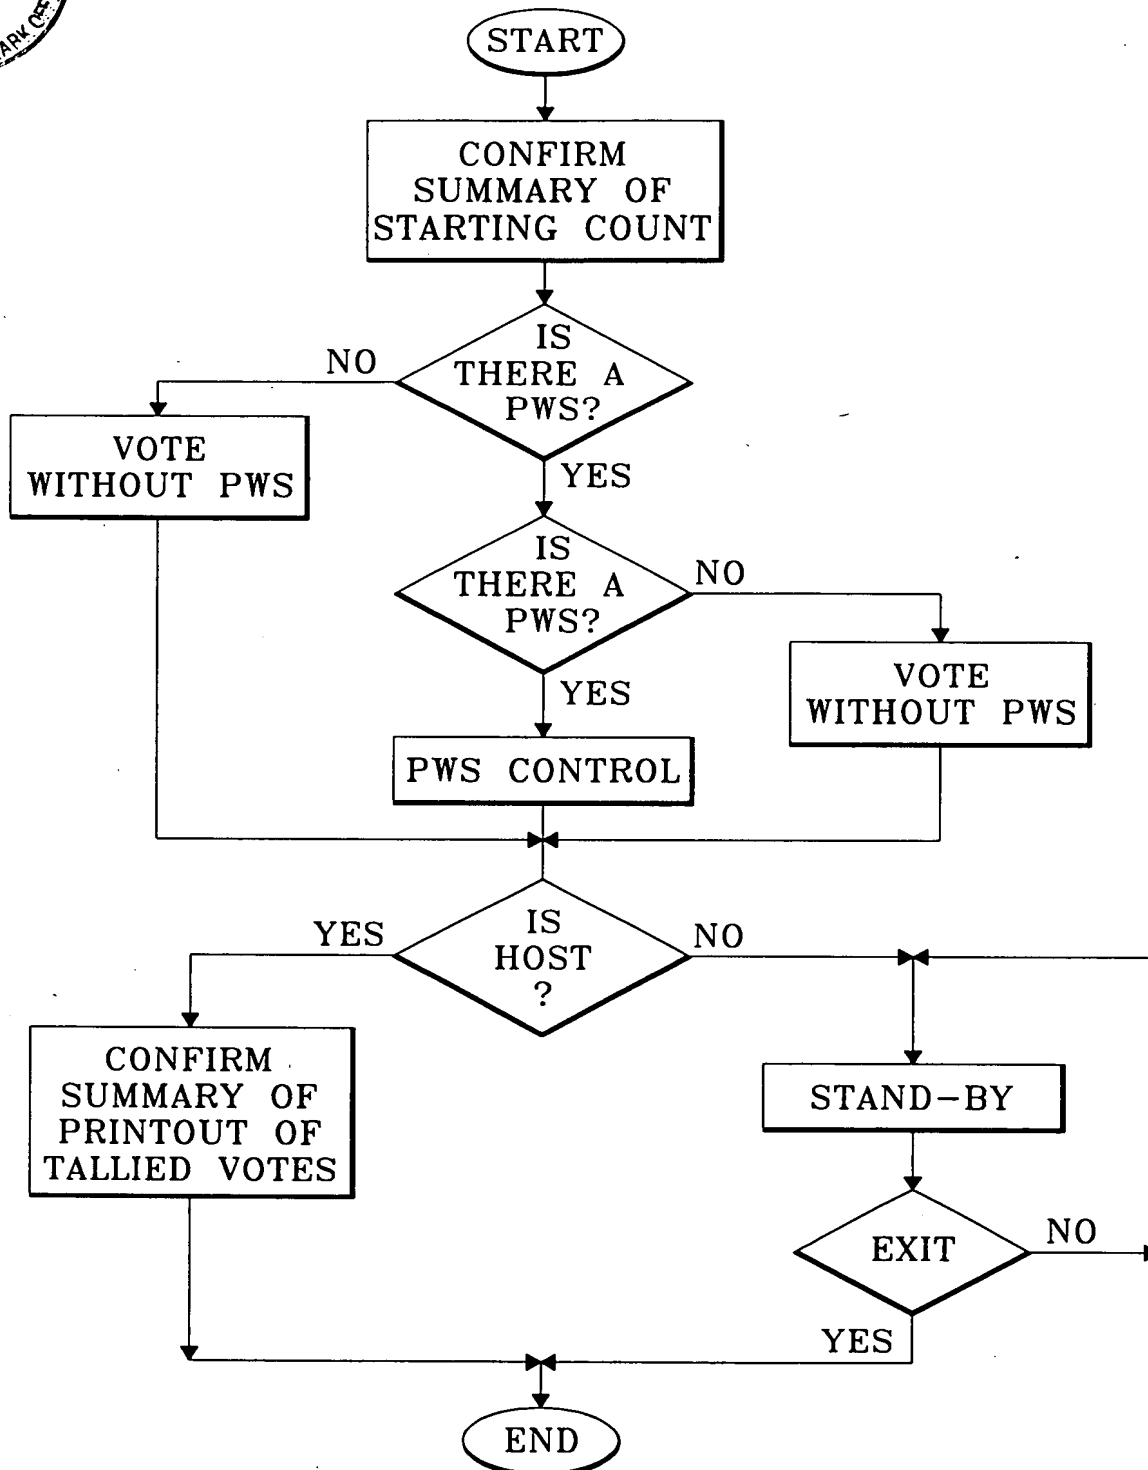 ARK OFF
START
CONFIRM
SUMMARY OF
STARTING COUNT
IS
THERE A
PWS?
NO
VOTE
WITHOUT PWS
YES
IS
THERE A
PWS?
NO
VOTE
WITHOUT PWS
YES
PWS CONTROL
IS
HOST
?
YES
NO
CONFIRM
SUMMARY OF
PRINTOUT OF
TALLIED VOTES
STAND-BY
EXIT
NO
YES
END